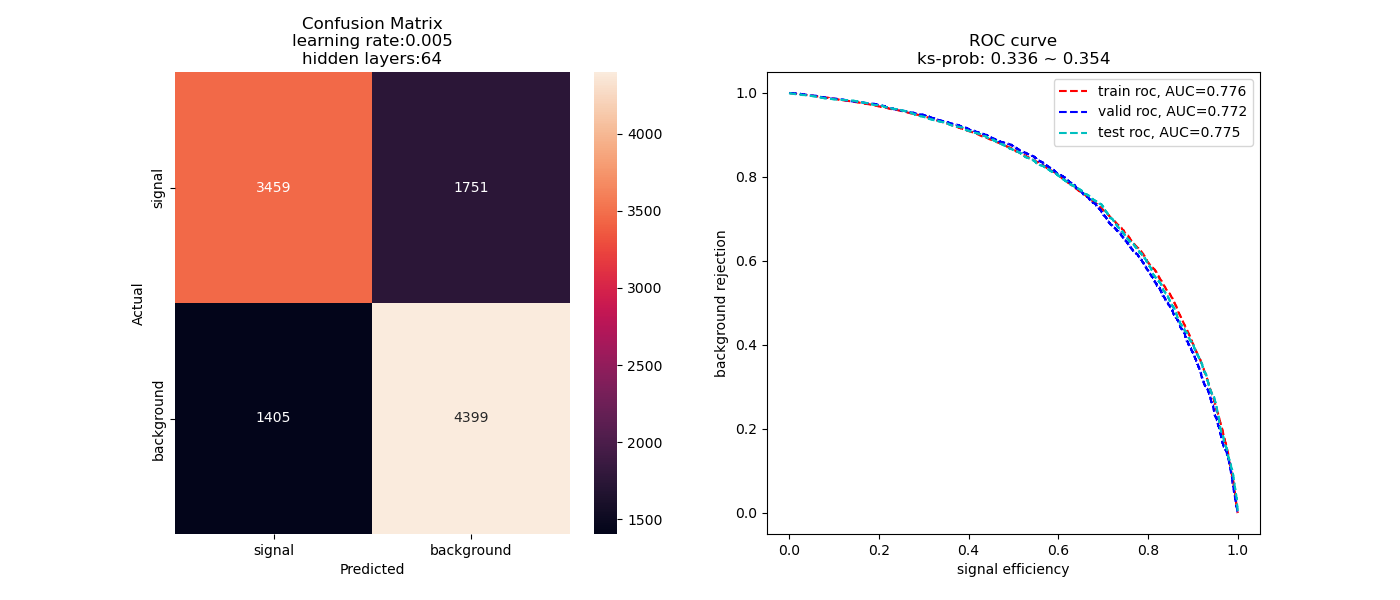 Confusion Matrix
learning rate:0.005
hidden layers:64
signal
background
Actual
3459
1751
1405
4399
signal
background
Predicted
4000
3500
3000
2500
2000
1500
ROC curve
ks-prob: 0.336 ~ 0.354
train roc, AUC=0.776
valid roc, AUC=0.772
test roc, AUC=0.775
background rejection
1.0
0.8
0.6
0.4
0.2
0.0
0.0
0.2
0.4
0.6
0.8
1.0
signal efficiency